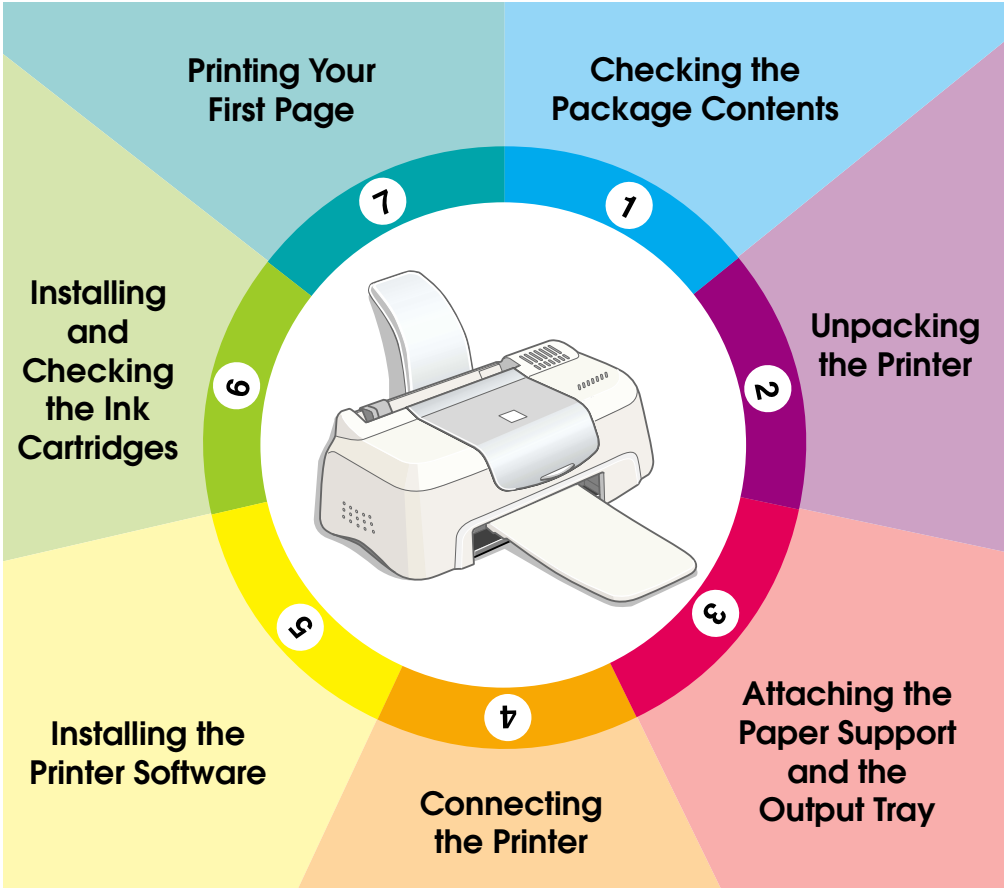 Checking the
Package Contents
1
Unpacking
the Printer
2
Attaching the
Paper Support
and the
Output Tray
3
Connecting
the Printer
4
Installing the
Printer Software
5
Installing
and
Checking
the Ink
Cartridges
6
Printing Your
First Page
7